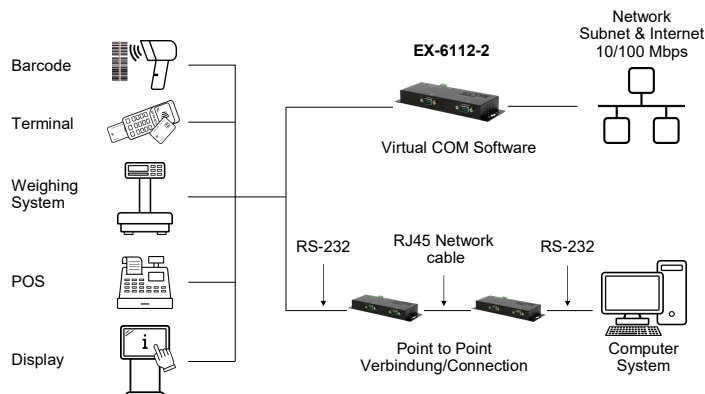 Network
Subnet & Internet
10/100 Mbps
EX-6112-2
Barcode
Terminal
Virtual COM Software
Weighing
System
RS-232
RJ45 Network
cable
RS-232
POS
Display
i
Point to Point
Verbindung/Connection
Computer
System